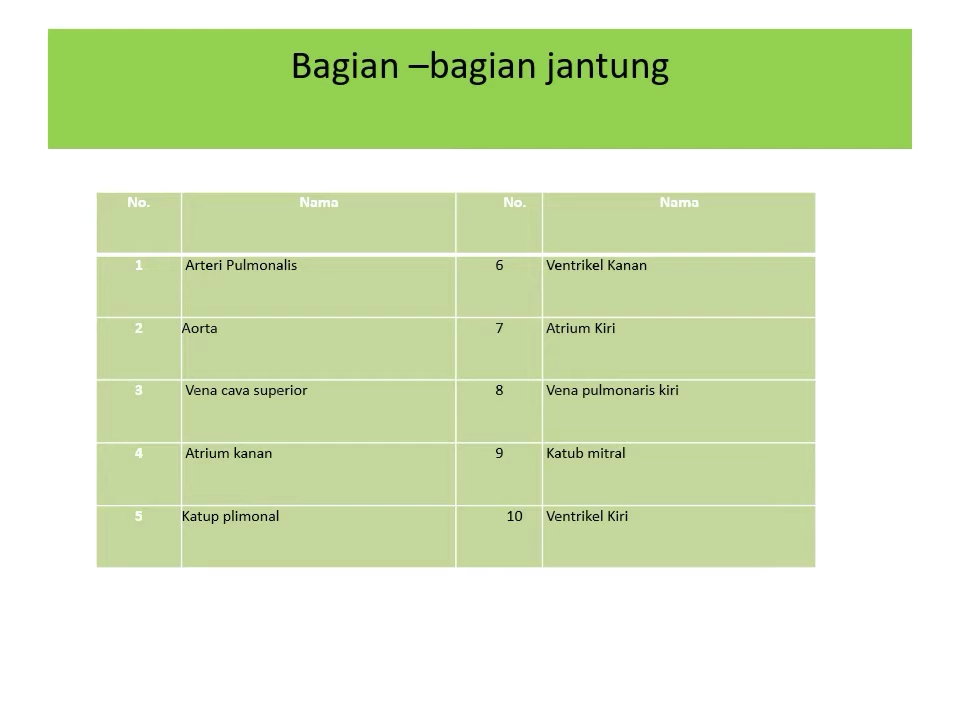 Bagian –bagian jantung
No. Nama No. Nama
1 Arteri Pulmonalis 6 Ventrikel Kanan
2 Aorta 7 Atrium Kiri
3 Vena cava superior 8 Vena pulmonaris kiri
4 Atrium kanan 9 Katub mitral
5 Katup plimonal 10 Ventrikel Kiri